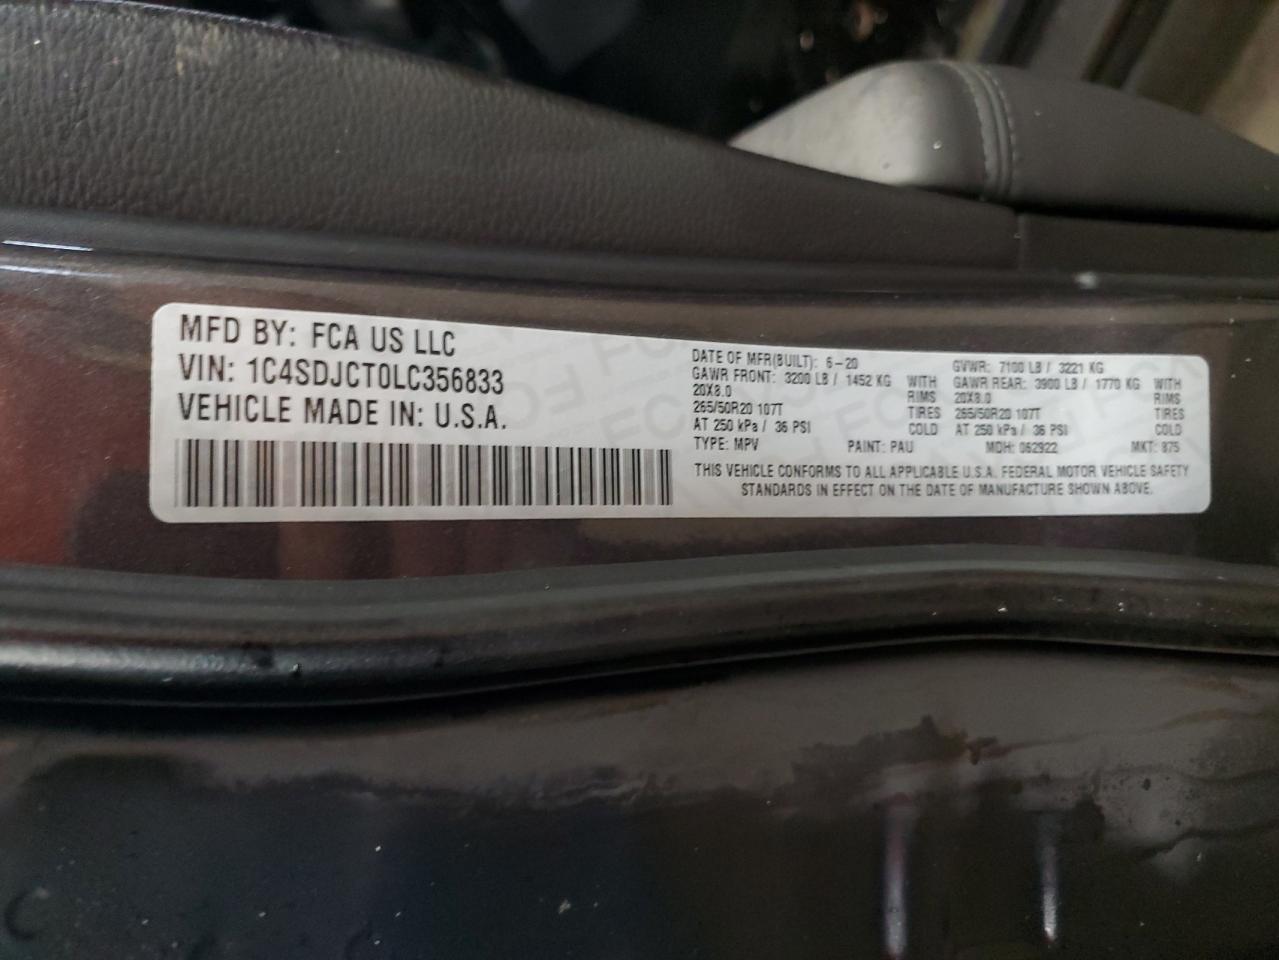 MFD BY: FCA US LLC
VIN: 1C4SDJCT0LC356833
VEHICLE MADE IN: U.S.A.
DATE OF MFR(BUILT): 6-20
GAWR FRONT: 3200 LB / 1452 KG WITH
20X8.0 RIMS
265/50R20 107T TIRES
AT 250 kPa / 36 PSI COLD
TYPE: MPV PAINT: PAU
GVWR: 7100 LB / 3221 KG
GAWR REAR: 3900 LB / 1770 KG WITH
20X8.0 RIMS
265/50R20 107T TIRES
AT 250 kPa / 36 PSI COLD
MDH: 062922 MKT: 875
THIS VEHICLE CONFORMS TO ALL APPLICABLE U.S.A. FEDERAL MOTOR VEHICLE SAFETY
STANDARDS IN EFFECT ON THE DATE OF MANUFACTURE SHOWN ABOVE.